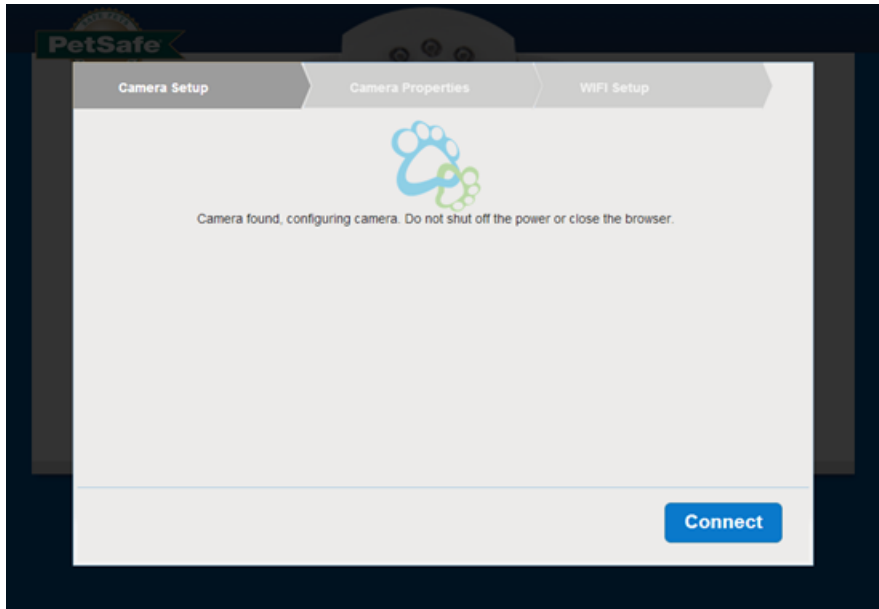 PetSafe
Camera Setup
Camera Properties
WIFI Setup
Camera found, configuring camera. Do not shut off the power or close the browser.
Connect